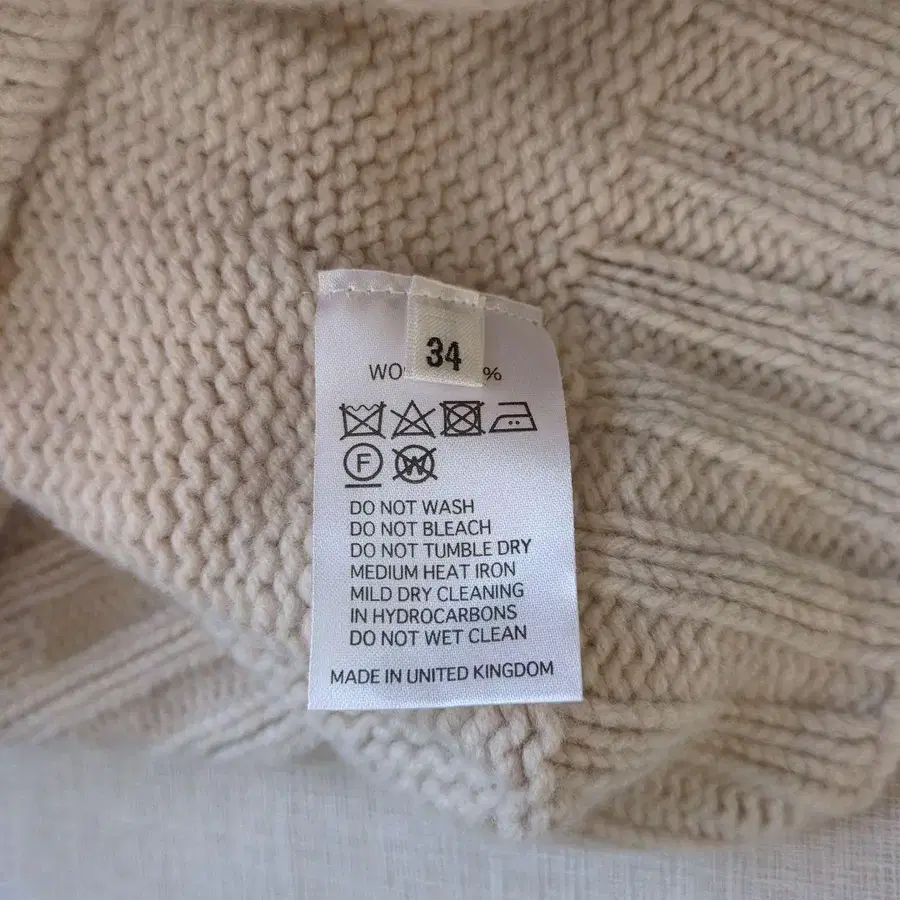 34
%
F
W
DO NOT WASH
DO NOT BLEACH
DO NOT TUMBLE DRY
MEDIUM HEAT IRON
MILD DRY CLEANING
IN HYDROCARBONS
DO NOT WET CLEAN
MADE IN UNITED KINGDOM